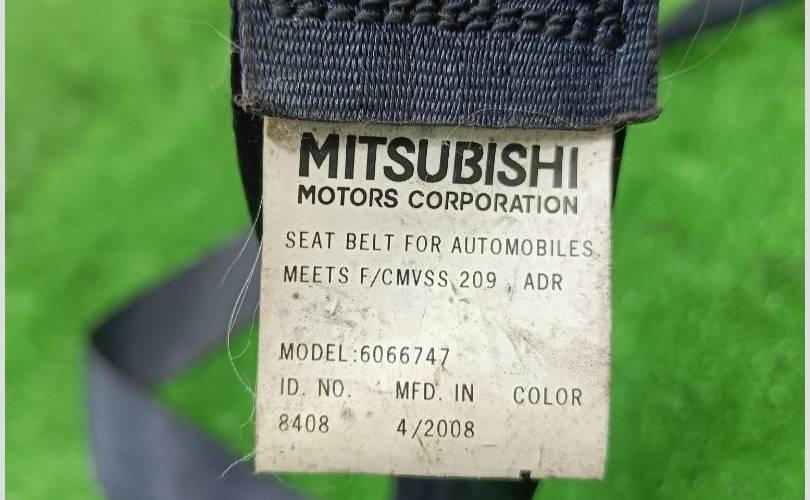 MITSUBISHI
MOTORS CORPORATION
SEAT BELT FOR AUTOMOBILES
MEETS F/CMVSS 209 , ADR
MODEL:6066747
ID. NO. MFD. IN COLOR
8408 4/2008